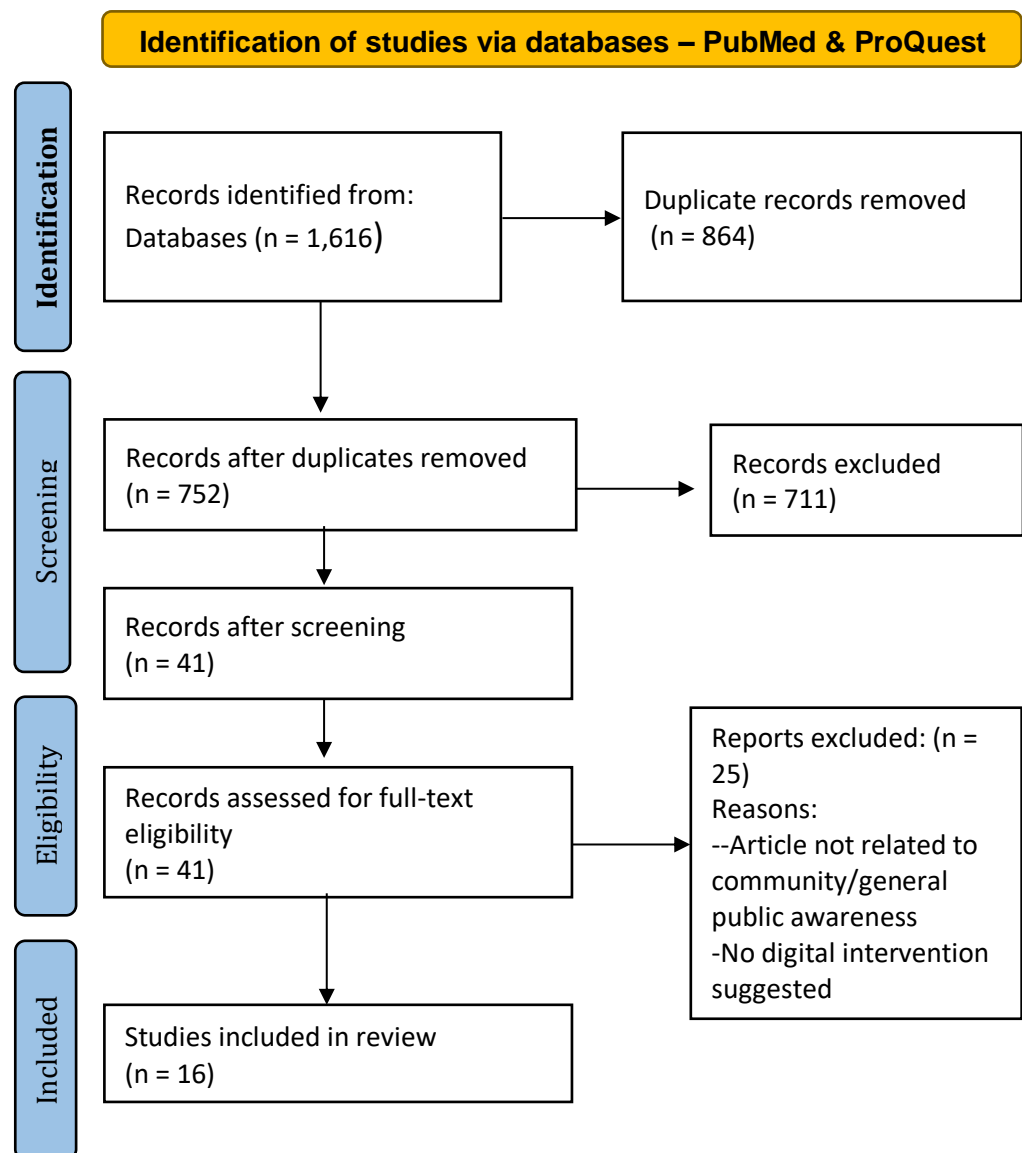 Identification of studies via databases – PubMed & ProQuest
Identification
Records identified from:
Databases (n = 1,616)
Duplicate records removed
(n = 864)
Screening
Records after duplicates removed
(n = 752)
Records excluded
(n = 711)
Records after screening
(n = 41)
Eligibility
Records assessed for full-text
eligibility
(n = 41)
Reports excluded: (n =
25)
Reasons:
--Article not related to
community/general
public awareness
-No digital intervention
suggested
Included
Studies included in review
(n = 16)